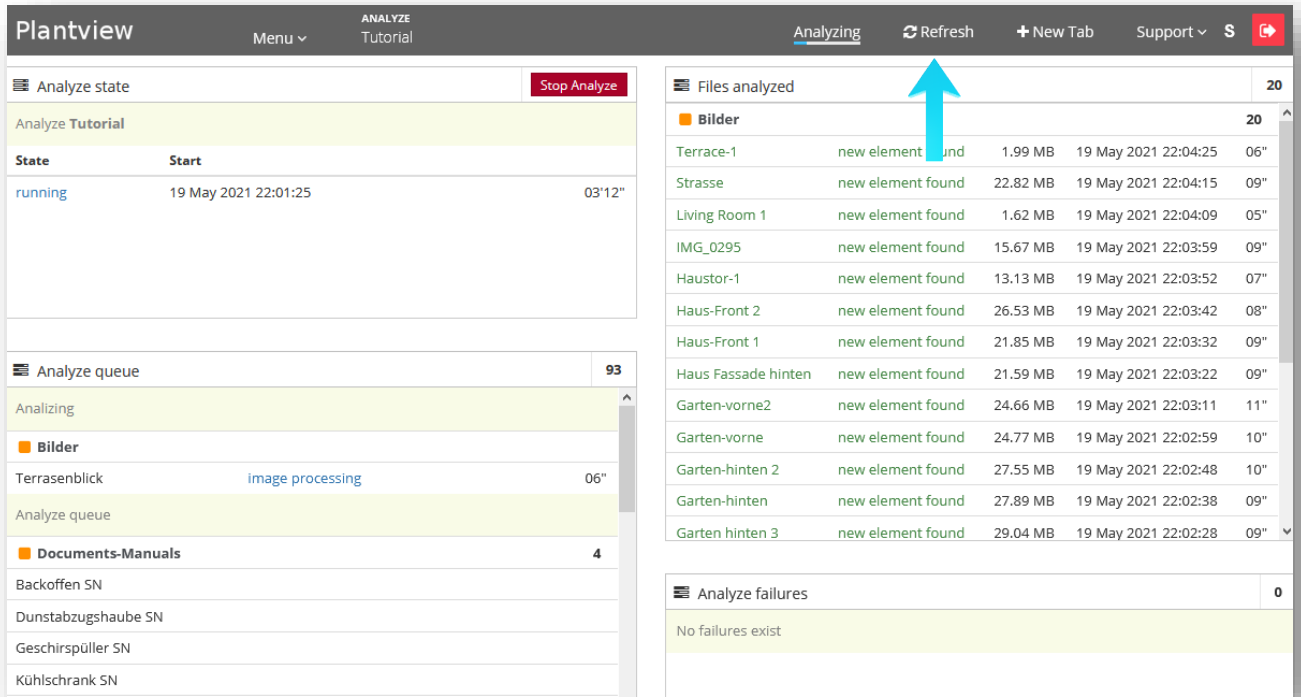 Plantview
Menu
ANALYZE
Tutorial
Analyzing
Refresh
New Tab
Support
S
Analyze state
Stop Analyze
Analyze Tutorial
State Start
running 19 May 2021 22:01:25 03'12"
Analyze queue 93
Analizing
Bilder
Terrasenblick image processing 06"
Analyze queue
Documents-Manuals 4
Backoffen SN
Dunstabzugshaube SN
Geschirspüller SN
Kühlschrank SN
Files analyzed 20
Bilder 20
Terrace-1 new element found 1.99 MB 19 May 2021 22:04:25 06"
Strasse new element found 22.82 MB 19 May 2021 22:04:15 09"
Living Room 1 new element found 1.62 MB 19 May 2021 22:04:09 05"
IMG_0295 new element found 15.67 MB 19 May 2021 22:03:59 09"
Haustor-1 new element found 13.13 MB 19 May 2021 22:03:52 07"
Haus-Front 2 new element found 26.53 MB 19 May 2021 22:03:42 08"
Haus-Front 1 new element found 21.85 MB 19 May 2021 22:03:32 09"
Haus Fassade hinten new element found 21.59 MB 19 May 2021 22:03:22 09"
Garten-vorne2 new element found 24.66 MB 19 May 2021 22:03:11 11"
Garten-vorne new element found 24.77 MB 19 May 2021 22:02:59 10"
Garten-hinten 2 new element found 27.55 MB 19 May 2021 22:02:48 10"
Garten-hinten new element found 27.89 MB 19 May 2021 22:02:38 09"
Garten hinten 3 new element found 29.04 MB 19 May 2021 22:02:28 09"
Analyze failures 0
No failures exist